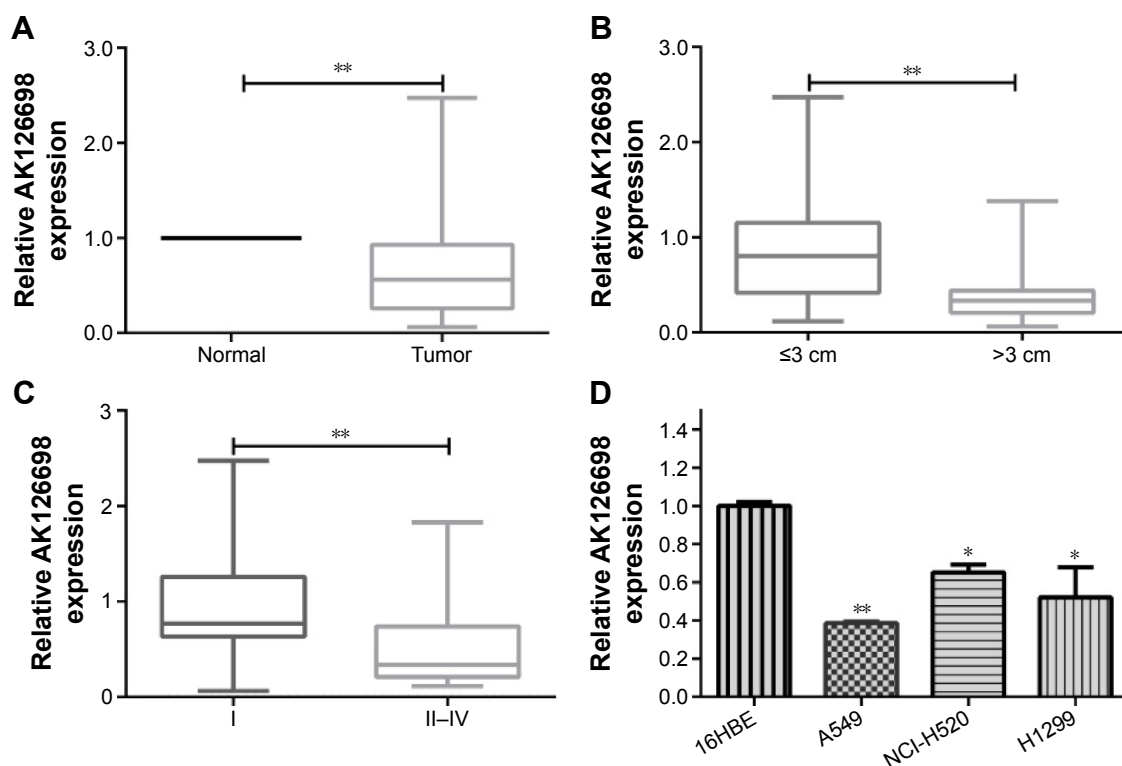 A
Relative AK126698
expression
3.0
2.0
1.0
0.0
**
Normal
Tumor
B
Relative AK126698
expression
3.0
2.0
1.0
0.0
**
≤3 cm
>3 cm
C
Relative AK126698
expression
3
2
1
0
**
I
II–IV
D
Relative AK126698
expression
1.4
1.2
1.0
0.8
0.6
0.4
0.2
0.0
**
*
*
16HBE
A549
NCI-H520
H1299